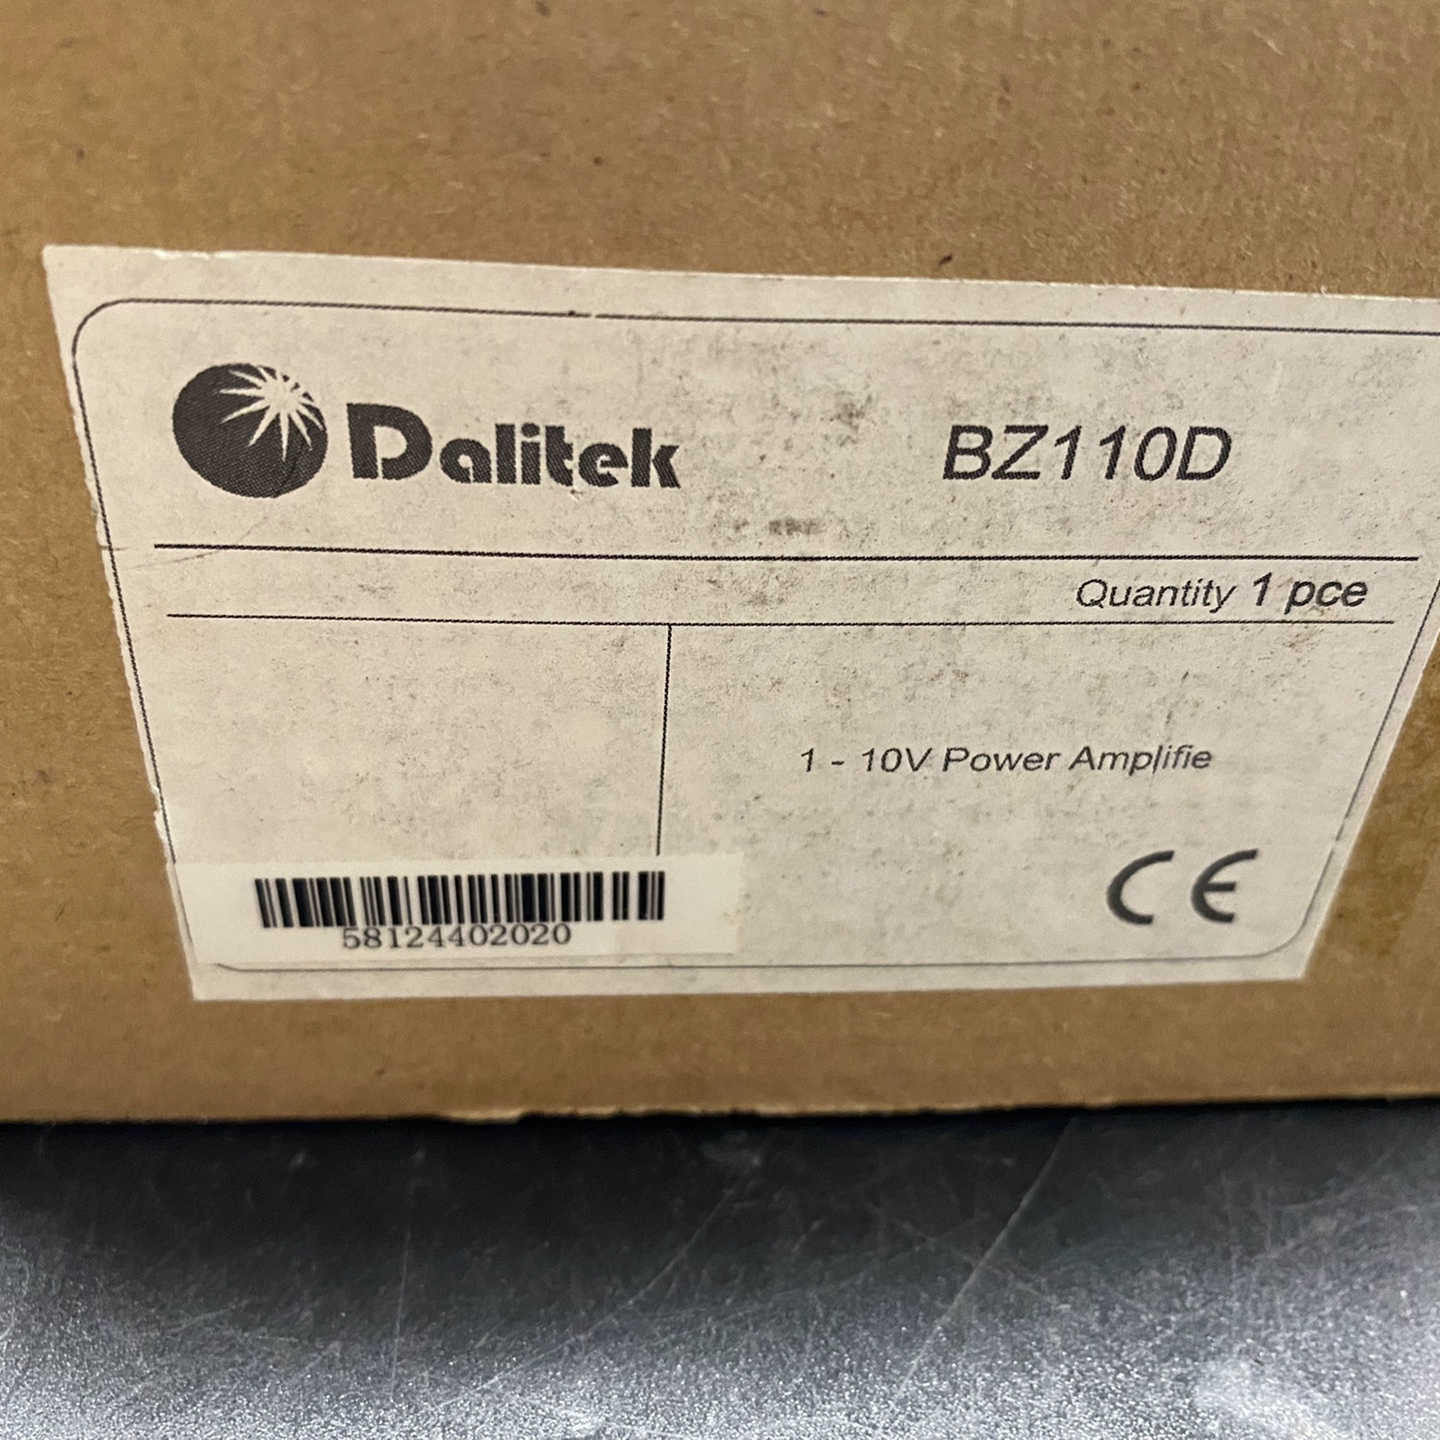 Dalitek
BZ110D
Quantity 1 pce
1 - 10V Power Amplifie
CE
58124402020